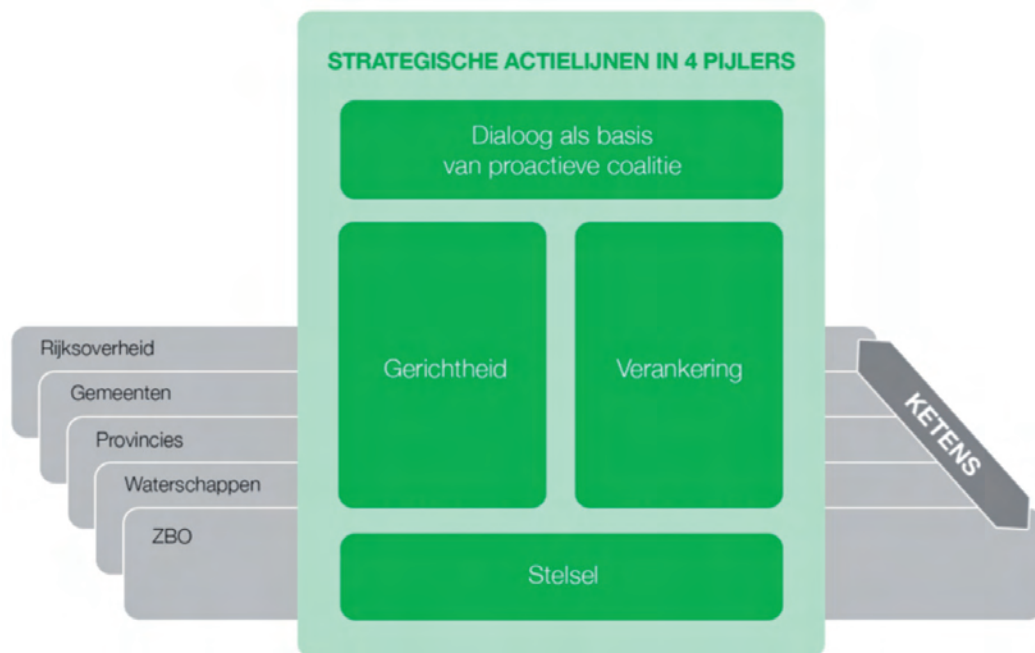 STRATEGISCHE ACTIELIJNEN IN 4 PIJLERS
Dialoog als basis
van proactieve coalitie
Gerichtheid
Verankering
Stelsel
Rijksoverheid
Gemeenten
Provincies
Waterschappen
ZBO
KETENS